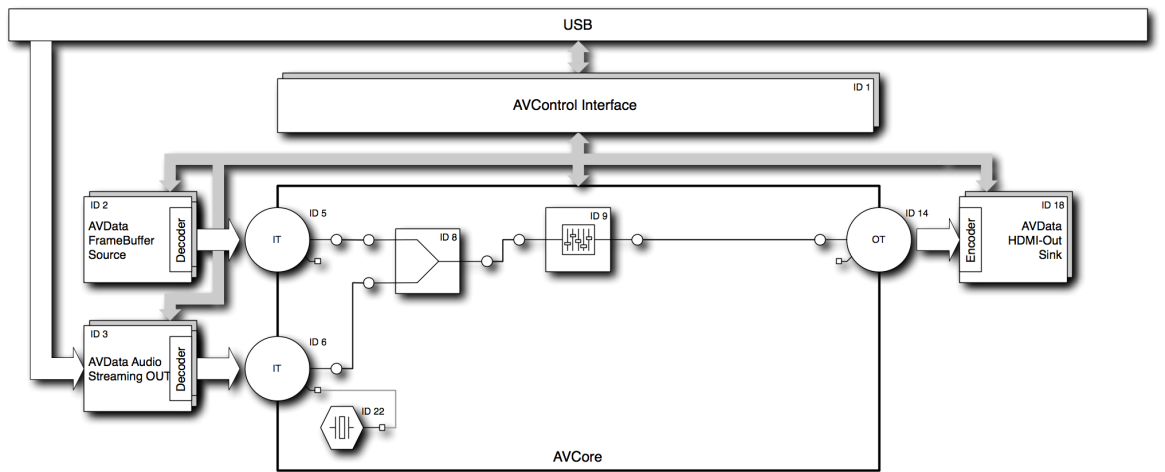 USB
ID 1
AVControl Interface
ID 2
AVData
FrameBuffer
Source
Decoder
ID 5
IT
ID 8
ID 9
ID 14
OT
Encoder
ID 18
AVData
HDMI-Out
Sink
ID 3
AVData Audio
Streaming OUT
Decoder
ID 6
IT
ID 22
AVCore